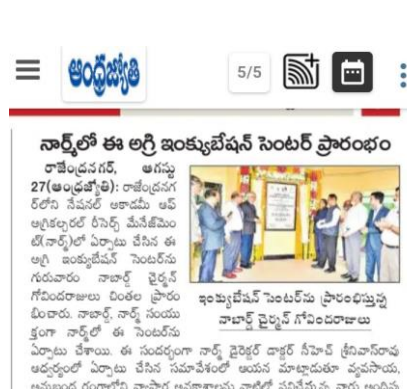 ఆంధ్రజ్యోతి
5/5
నార్మ్‌లో ఈ అగ్రి ఇంక్యుబేషన్ సెంటర్ ప్రారంభం
రాజేంద్రనగర్, ఆగస్టు
27(ఆంధ్రజ్యోతి): రాజేంద్రనగ
ర్‌లోని నేషనల్ అకాడమీ ఆఫ్
అగ్రికల్చరల్ రీసెర్చ్ మేనేజ్‌మెం
ట్(నార్మ్)లో ఏర్పాటు చేసిన ఈ
అగ్రి ఇంక్యుబేషన్ సెంటర్‌ను
గురువారం నాబార్డ్ చైర్మన్
గోవిందరాజులు చింతల ప్రారం
భించారు. నాబార్డ్, నార్మ్ సంయు
క్తంగా నార్మ్‌లో ఈ సెంటర్‌ను
ఇంక్యుబేషన్ సెంటర్‌ను ప్రారంభిస్తున్న
నాబార్డ్ చైర్మన్ గోవిందరాజులు
ఏర్పాటు చేశాయి. ఈ సందర్భంగా నార్మ్ డైరెక్టర్ డాక్టర్ సీహెచ్ శ్రీనివాస్‌రావు
అధ్వర్యంలో ఏర్పాటు చేసిన సమావేశంలో ఆయన మాట్లాడుతూ వ్యవసాయ,